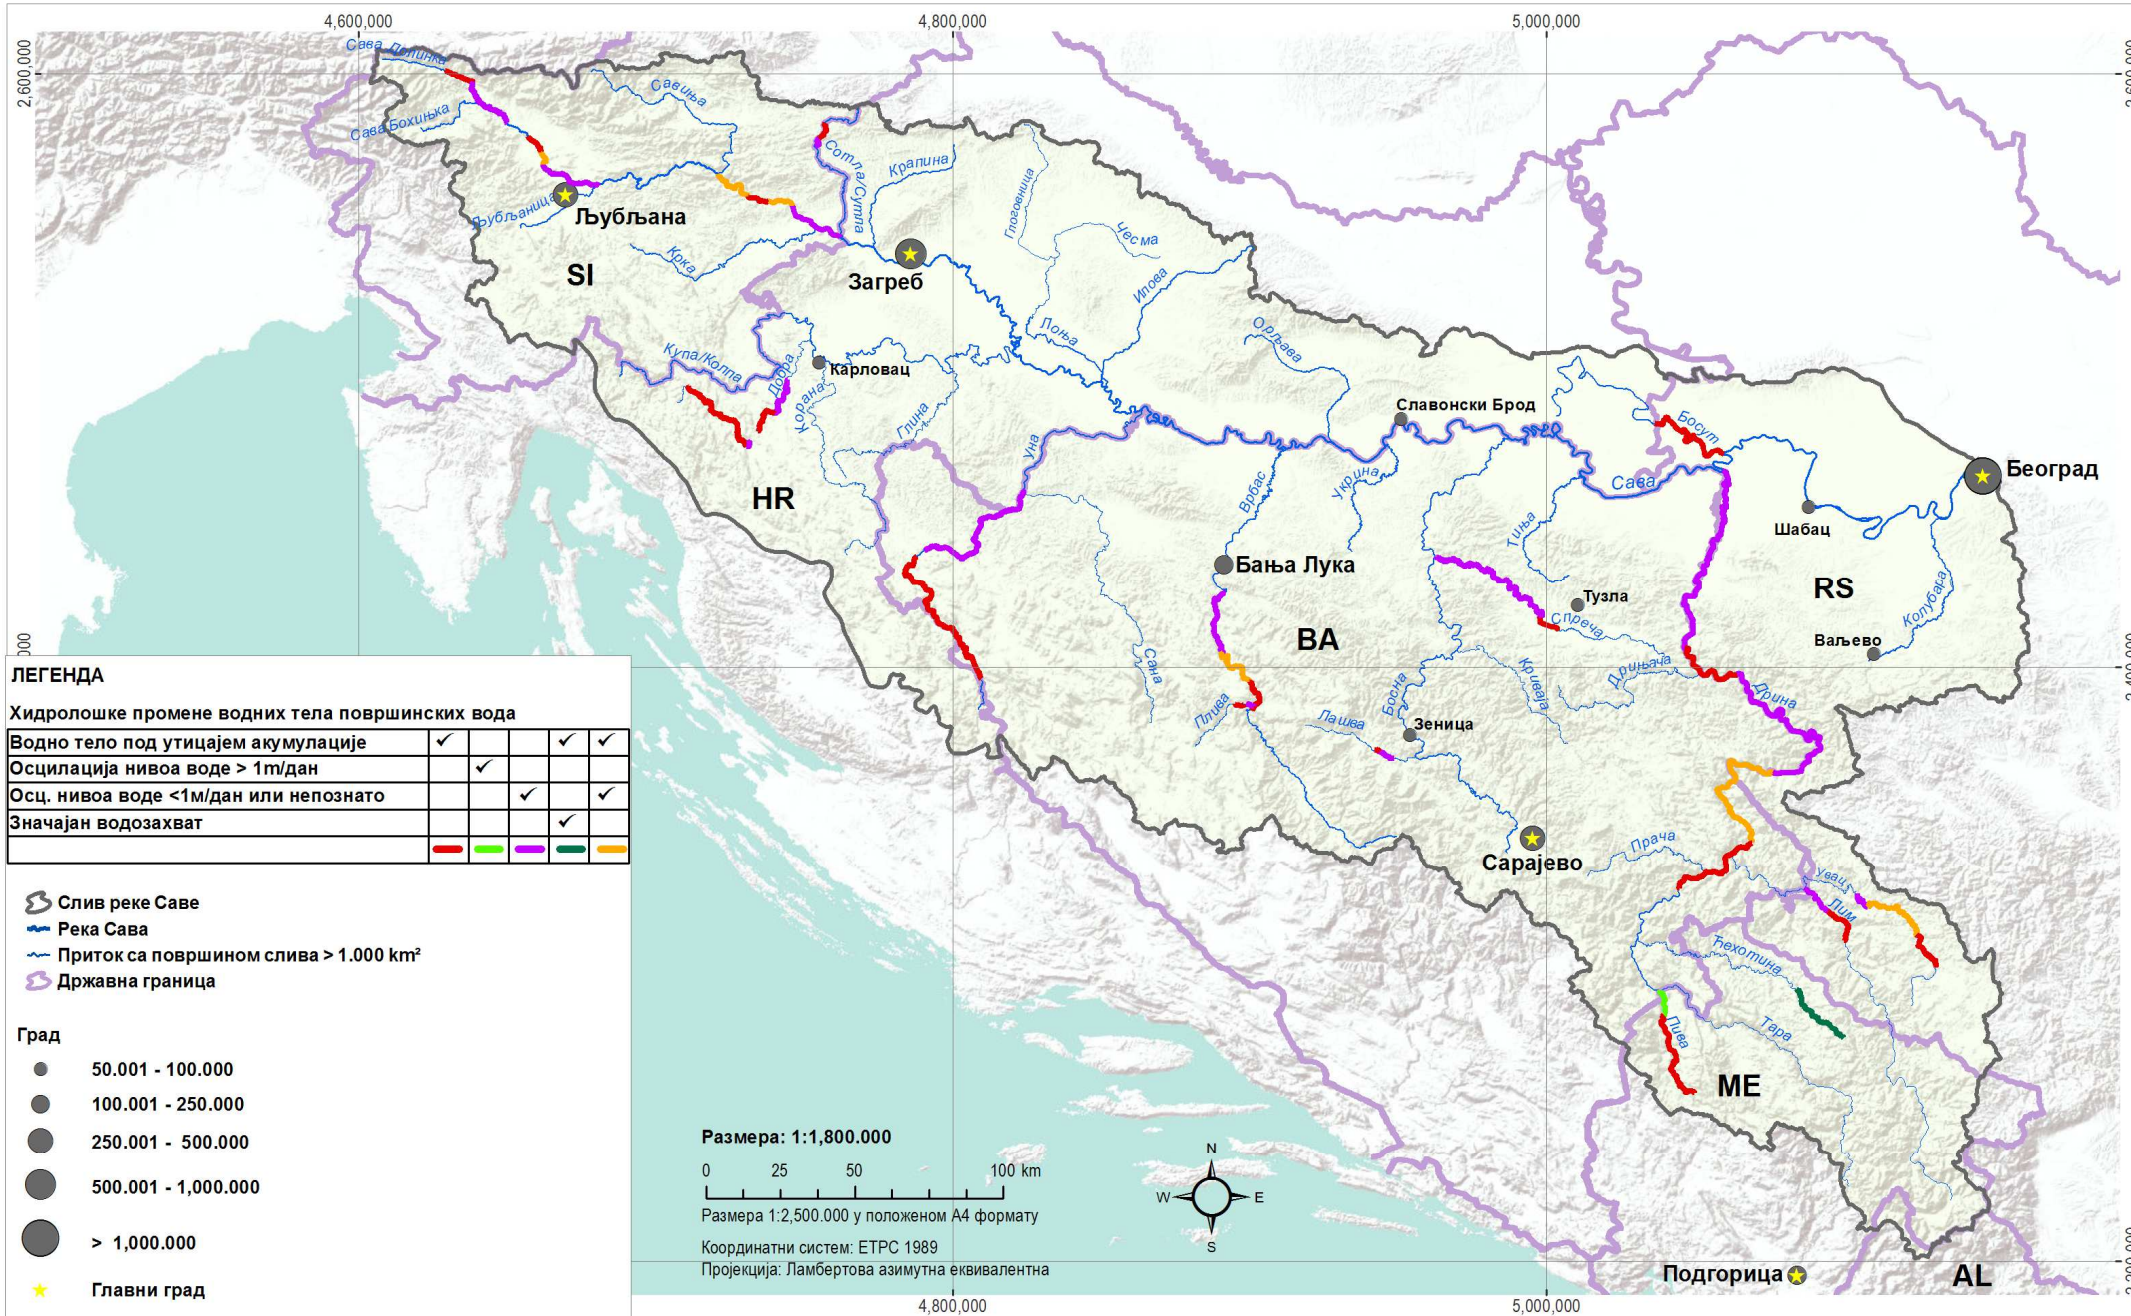 4,600,000
4,800,000
5,000,000
2,600,000
Сава Долинка
Сава Бохињка
Савиња
Сотла/Сутла
Крапина
Глоговница
Чесма
Илова
Љубљаница
Љубљана
Крка
SI
Загреб
Лоња
Орљава
Купа/Колпа
Добра
Карловац
Корана
Глина
HR
Уна
Славонски Брод
Босут
Сава
Београд
Шабац
Врбас
Укрина
Тиња
Бања Лука
Тузла
Спреча
RS
Колубара
Ваљево
BA
Сана
Плива
Лашва
Босна
Зеница
Криваја
Дрињача
Дрина
Сарајево
Прача
Увац
Лим
Ћехотина
Пива
Тара
ME
Подгорица
AL
ЛЕГЕНДА
Хидролошке промене водних тела површинских вода
Водно тело под утицајем акумулације ✓ ✓ ✓
Осцилација нивоа воде > 1m/дан ✓
Осц. нивоа воде <1м/дан или непознато ✓ ✓
Значајан водозахват ✓
Слив реке Саве
Река Сава
Приток са површином слива > 1.000 km²
Државна граница
Град
50.001 - 100.000
100.001 - 250.000
250.001 - 500.000
500.001 - 1,000.000
> 1,000.000
Главни град
Размера: 1:1,800.000
0 25 50 100 km
Размера 1:2,500.000 у положеном А4 формату
Координатни систем: ЕТРС 1989
Пројекција: Ламбертова азимутна еквивалентна
N
W E
S
4,800,000
5,000,000